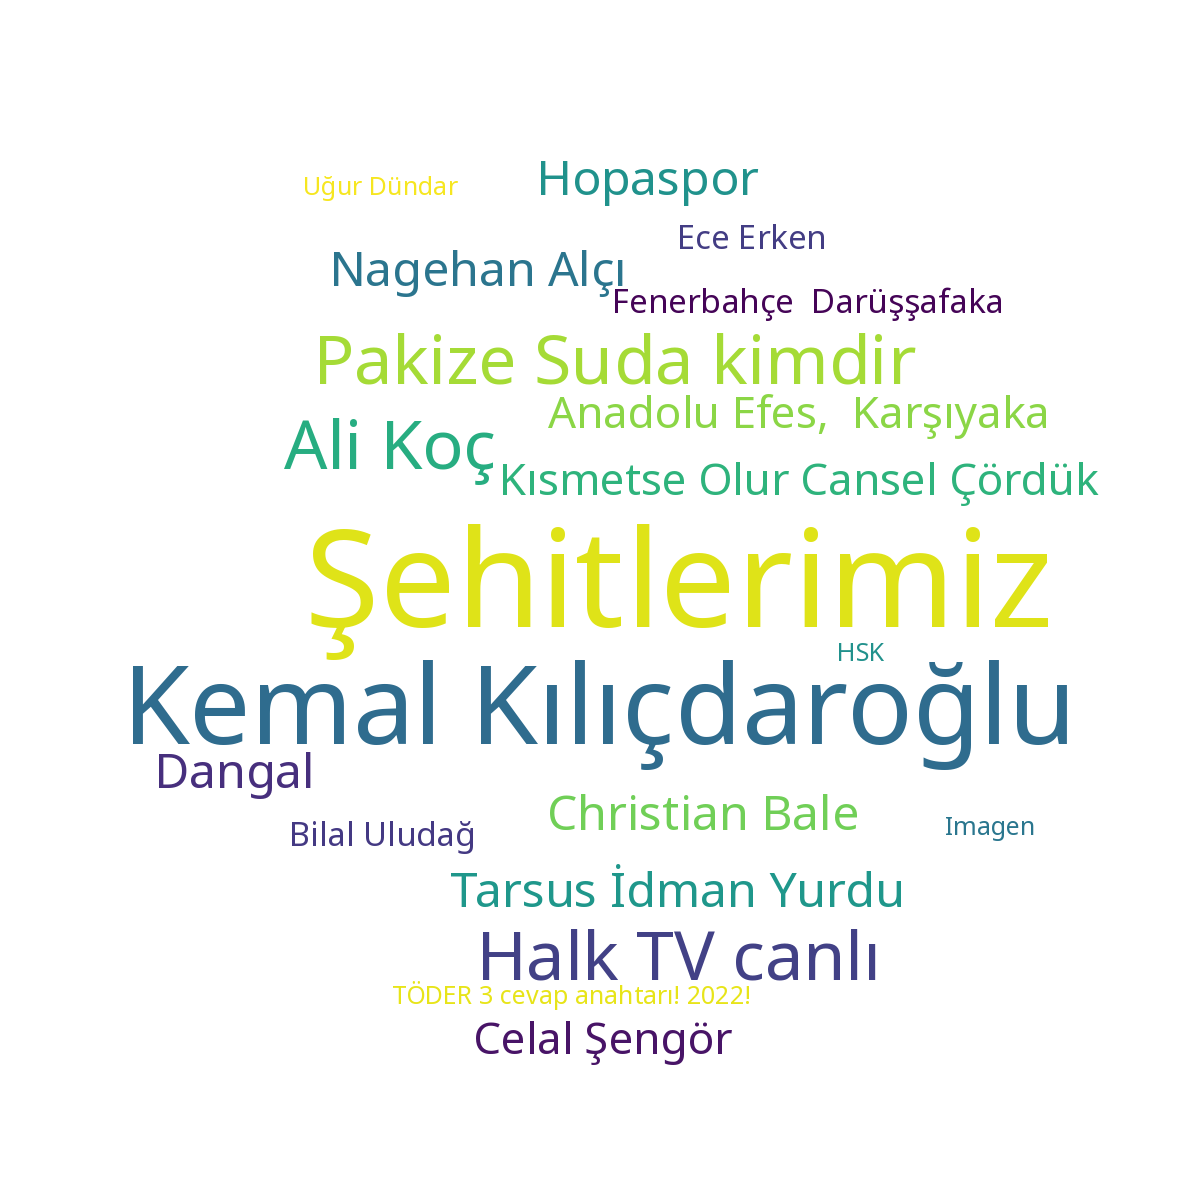 Uğur Dündar
Hopaspor
Ece Erken
Nagehan Alçı
Fenerbahçe  Darüşşafaka
Pakize Suda kimdir
Anadolu Efes,  Karşıyaka
Ali Koç
Kısmetse Olur Cansel Çördük
Şehitlerimiz
HSK
Kemal Kılıçdaroğlu
Dangal
Christian Bale
Imagen
Bilal Uludağ
Tarsus İdman Yurdu
Halk TV canlı
TÖDER 3 cevap anahtarı! 2022!
Celal Şengör